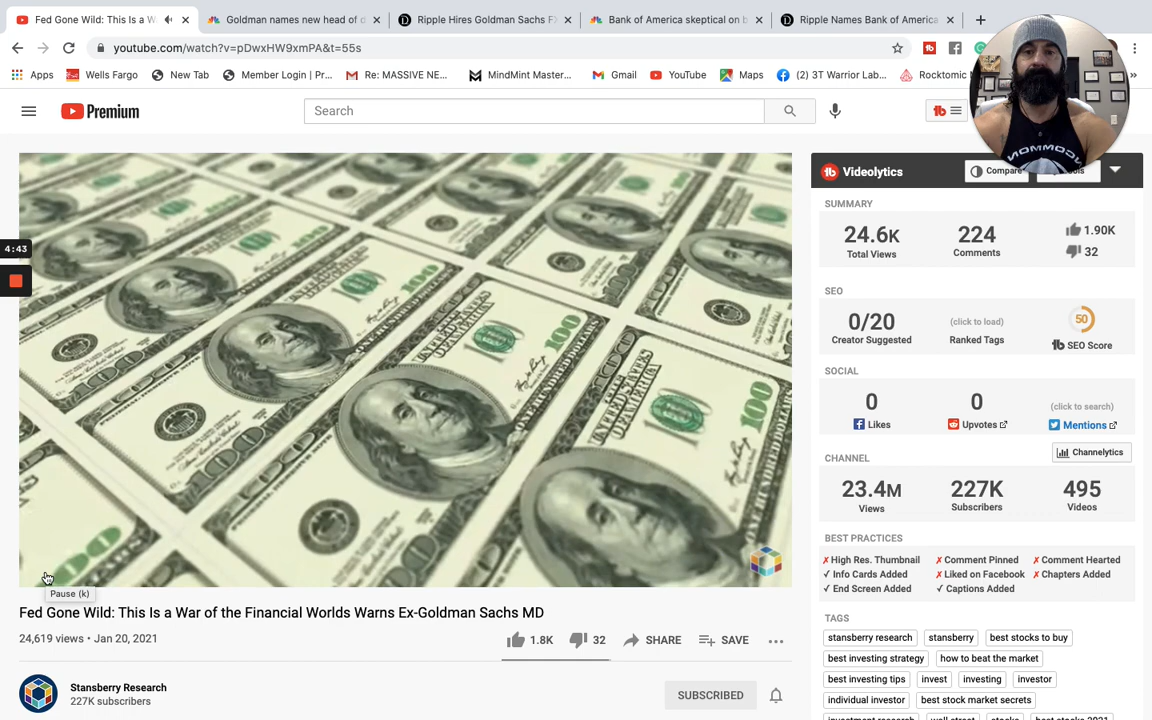 Fed Gone Wild: This Is a W
Goldman names new head of d
Ripple Hires Goldman Sachs F
Bank of America skeptical on b
Ripple Names Bank of America
youtube.com/watch?v=pDwxHW9xmPA&t=55s
Apps
Wells Fargo
New Tab
Member Login | Pr...
Re: MASSIVE NE...
MindMint Master...
Gmail
YouTube
Maps
(2) 3T Warrior Lab...
Rocktomic
Premium
Search
4:43
Pause (k)
Fed Gone Wild: This Is a War of the Financial Worlds Warns Ex-Goldman Sachs MD
24,619 views • Jan 20, 2021
1.8K
32
SHARE
SAVE
Stansberry Research
227K subscribers
SUBSCRIBED
Videolytics
Compare
SUMMARY
24.6K
Total Views
224
Comments
1.90K
32
SEO
0/20
Creator Suggested
(click to load)
Ranked Tags
50
SEO Score
SOCIAL
0
Likes
0
Upvotes
(click to search)
Mentions
CHANNEL
Channelytics
23.4M
Views
227K
Subscribers
495
Videos
BEST PRACTICES
✗ High Res. Thumbnail
✗ Comment Pinned
✗ Comment Hearted
✓ Info Cards Added
✗ Liked on Facebook
✗ Chapters Added
✓ End Screen Added
✓ Captions Added
TAGS
stansberry research
stansberry
best stocks to buy
best investing strategy
how to beat the market
best investing tips
invest
investing
investor
individual investor
best stock market secrets
investment research
wall street
stocks
best stocks 2021